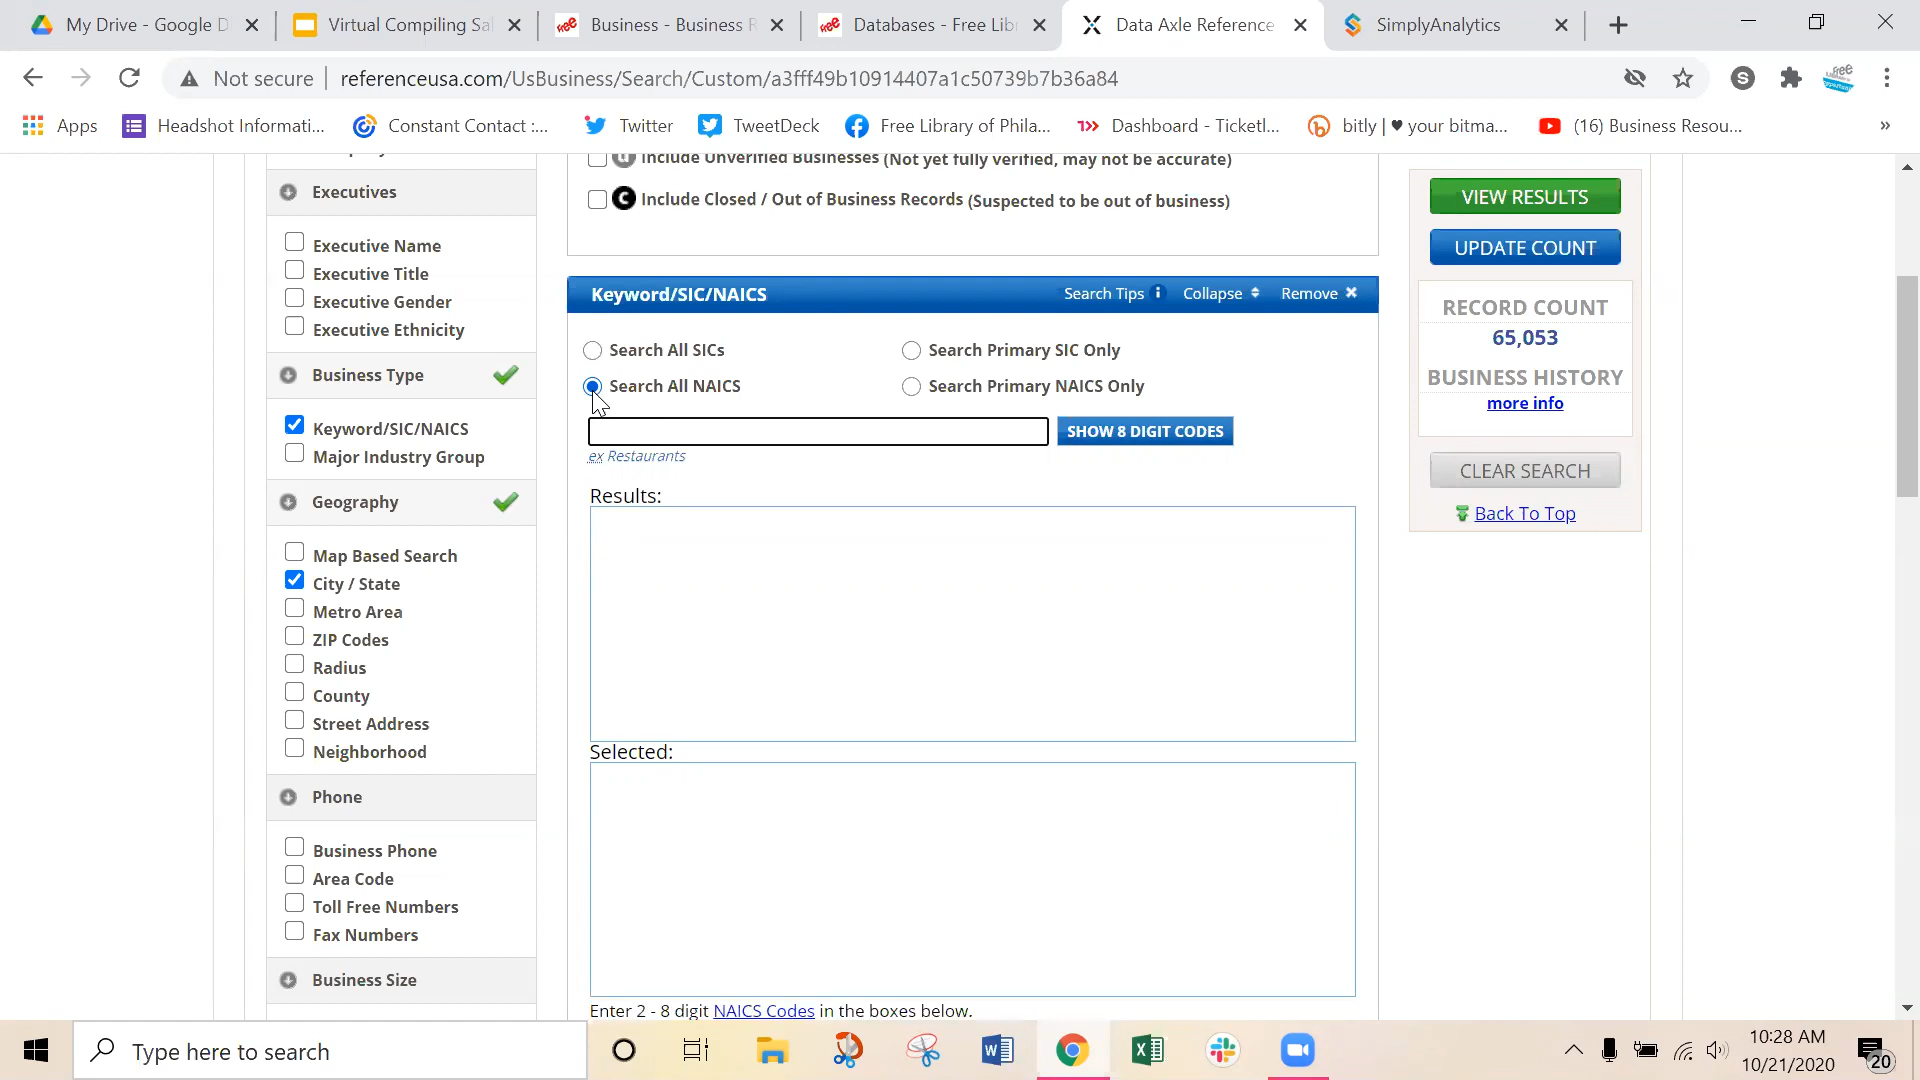 My Drive - Google D
Virtual Compiling Sal
Business - Business R
Databases - Free Libr
Data Axle Reference
SimplyAnalytics
Not secure
referenceusa.com/UsBusiness/Search/Custom/a3fff49b10914407a1c50739b7b36a84
S
Apps
Headshot Informati...
Constant Contact :...
Twitter
TweetDeck
Free Library of Phila...
Dashboard - Ticketl...
bitly | ♥ your bitma...
(16) Business Resou...
»
Include Unverified Businesses (Not yet fully verified, may not be accurate)
Include Closed / Out of Business Records (Suspected to be out of business)
Executives
Executive Name
Executive Title
Executive Gender
Executive Ethnicity
Business Type
Keyword/SIC/NAICS
Major Industry Group
Geography
Map Based Search
City / State
Metro Area
ZIP Codes
Radius
County
Street Address
Neighborhood
Phone
Business Phone
Area Code
Toll Free Numbers
Fax Numbers
Business Size
Keyword/SIC/NAICS
Search Tips
Collapse
Remove
Search All SICs
Search Primary SIC Only
Search All NAICS
Search Primary NAICS Only
SHOW 8 DIGIT CODES
ex Restaurants
Results:
Selected:
Enter 2 - 8 digit NAICS Codes in the boxes below.
VIEW RESULTS
UPDATE COUNT
RECORD COUNT
65,053
BUSINESS HISTORY
more info
CLEAR SEARCH
Back To Top
Type here to search
10:28 AM
10/21/2020
20